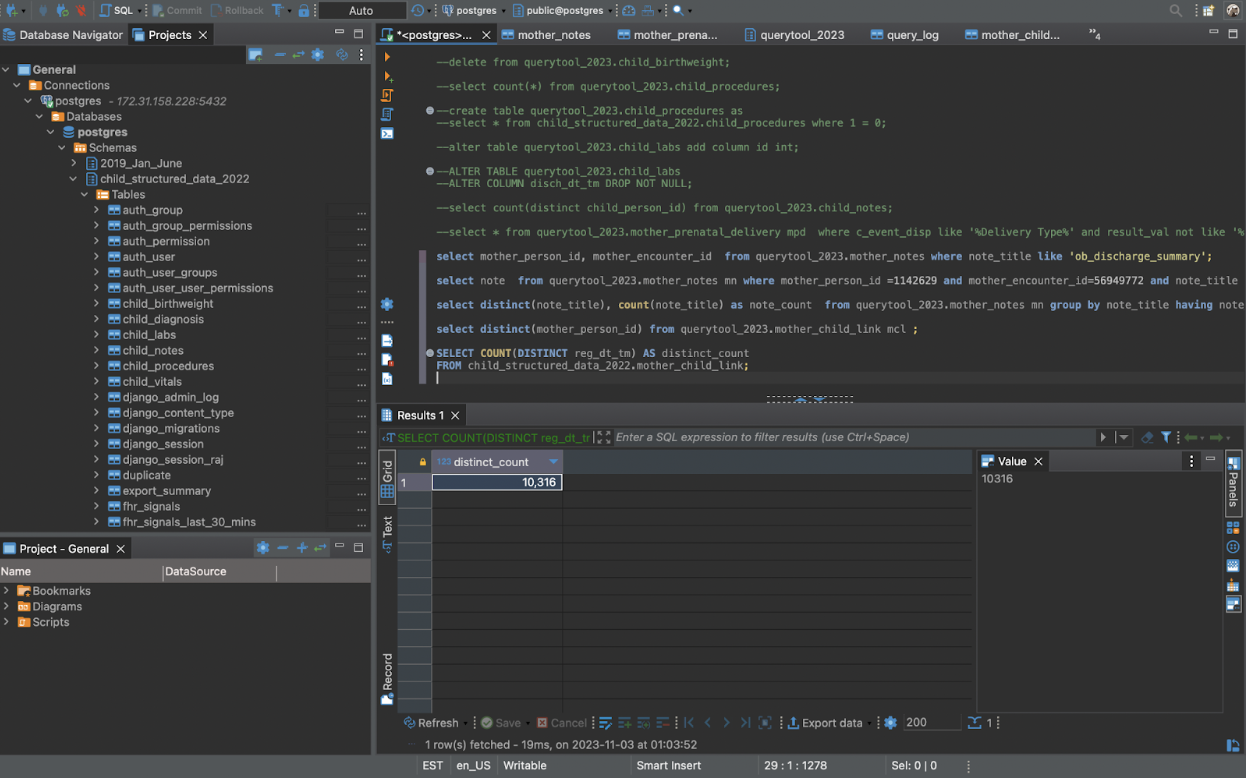 SQL Commit Rollback Auto postgres public@postgres
Database Navigator Projects
*<postgres>... mother_notes mother_prena... querytool_2023 query_log mother_child... »4
General
Connections
postgres - 172.31.158.228:5432
Databases
postgres
Schemas
2019_Jan_June
child_structured_data_2022
Tables
auth_group ...
auth_group_permissions ...
auth_permission ...
auth_user ...
auth_user_groups ...
auth_user_user_permissions ...
child_birthweight ...
child_diagnosis ...
child_labs ...
child_notes ...
child_procedures ...
child_vitals ...
django_admin_log ...
django_content_type ...
django_migrations ...
django_session ...
django_session_raj ...
duplicate ...
export_summary ...
fhr_signals ...
fhr_signals_last_30_mins ...
Project - General
Name DataSource
Bookmarks
Diagrams
Scripts
--delete from querytool_2023.child_birthweight;
--select count(*) from querytool_2023.child_procedures;
--create table querytool_2023.child_procedures as
--select * from child_structured_data_2022.child_procedures where 1 = 0;
--alter table querytool_2023.child_labs add column id int;
--ALTER TABLE querytool_2023.child_labs
--ALTER COLUMN disch_dt_tm DROP NOT NULL;
--select count(distinct child_person_id) from querytool_2023.child_notes;
--select * from querytool_2023.mother_prenatal_delivery mpd where c_event_disp like '%Delivery Type%' and result_val not like '%
select mother_person_id, mother_encounter_id from querytool_2023.mother_notes where note_title like 'ob_discharge_summary';
select note from querytool_2023.mother_notes mn where mother_person_id =1142629 and mother_encounter_id=56949772 and note_title
select distinct(note_title), count(note_title) as note_count from querytool_2023.mother_notes mn group by note_title having note
select distinct(mother_person_id) from querytool_2023.mother_child_link mcl ;
SELECT COUNT(DISTINCT reg_dt_tm) AS distinct_count
FROM child_structured_data_2022.mother_child_link;
Results 1
SELECT COUNT(DISTINCT reg_dt_tr Enter a SQL expression to filter results (use Ctrl+Space)
Grid
Text
Record
123 distinct_count
1 10,316
Value
10316
Panels
Refresh Save Cancel Export data 200 1
1 row(s) fetched - 19ms, on 2023-11-03 at 01:03:52
EST en_US Writable Smart Insert 29 : 1 : 1278 Sel: 0 | 0